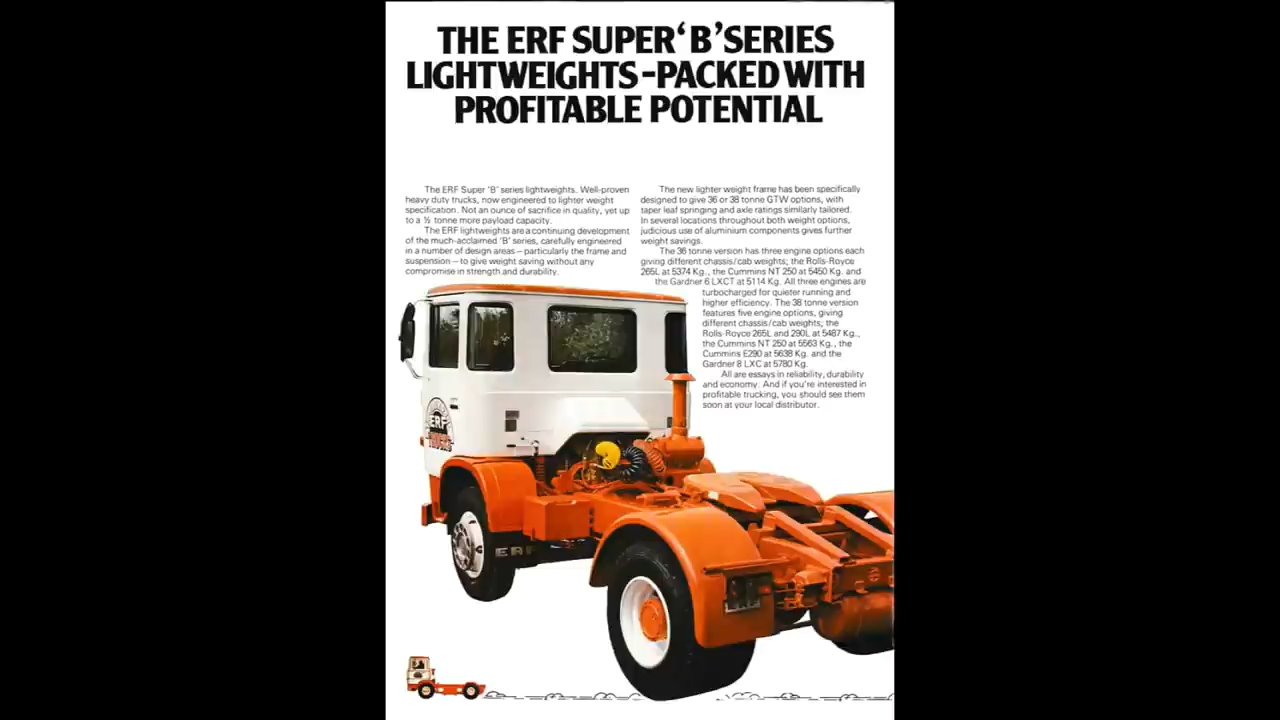 THE ERF SUPER ‘B’ SERIES
LIGHTWEIGHTS - PACKED WITH
PROFITABLE POTENTIAL
The ERF Super 'B' series lightweights. Well-proven
heavy duty trucks, now engineered to lighter weight
specification. Not an ounce of sacrifice in quality, yet up
to a ½ tonne more payload capacity.
The ERF lightweights are a continuing development
of the much-acclaimed 'B' series, carefully engineered
in a number of design areas – particularly the frame and
suspension – to give weight saving without any
compromise in strength and durability.
The new lighter weight frame has been specifically
designed to give 36 or 38 tonne GTW options, with
taper leaf springing and axle ratings similarly tailored.
In several locations throughout both weight options,
judicious use of aluminium components gives further
weight savings.
The 36 tonne version has three engine options each
giving different chassis/cab weights; the Rolls-Royce
265L at 5374 Kg., the Cummins NT 250 at 5450 Kg. and
the Gardner 6 LXCT at 5114 Kg. All three engines are
turbocharged for quieter running and
higher efficiency. The 38 tonne version
features five engine options, giving
different chassis/cab weights; the
Rolls-Royce 265L and 290L at 5487 Kg.,
the Cummins NT 250 at 5563 Kg., the
Cummins E290 at 5638 Kg. and the
Gardner 8 LXC at 5780 Kg.
All are essays in reliability, durability
and economy. And if you're interested in
profitable trucking, you should see them
soon at your local distributor.
ERF
TRUCKS
ERF
ERF